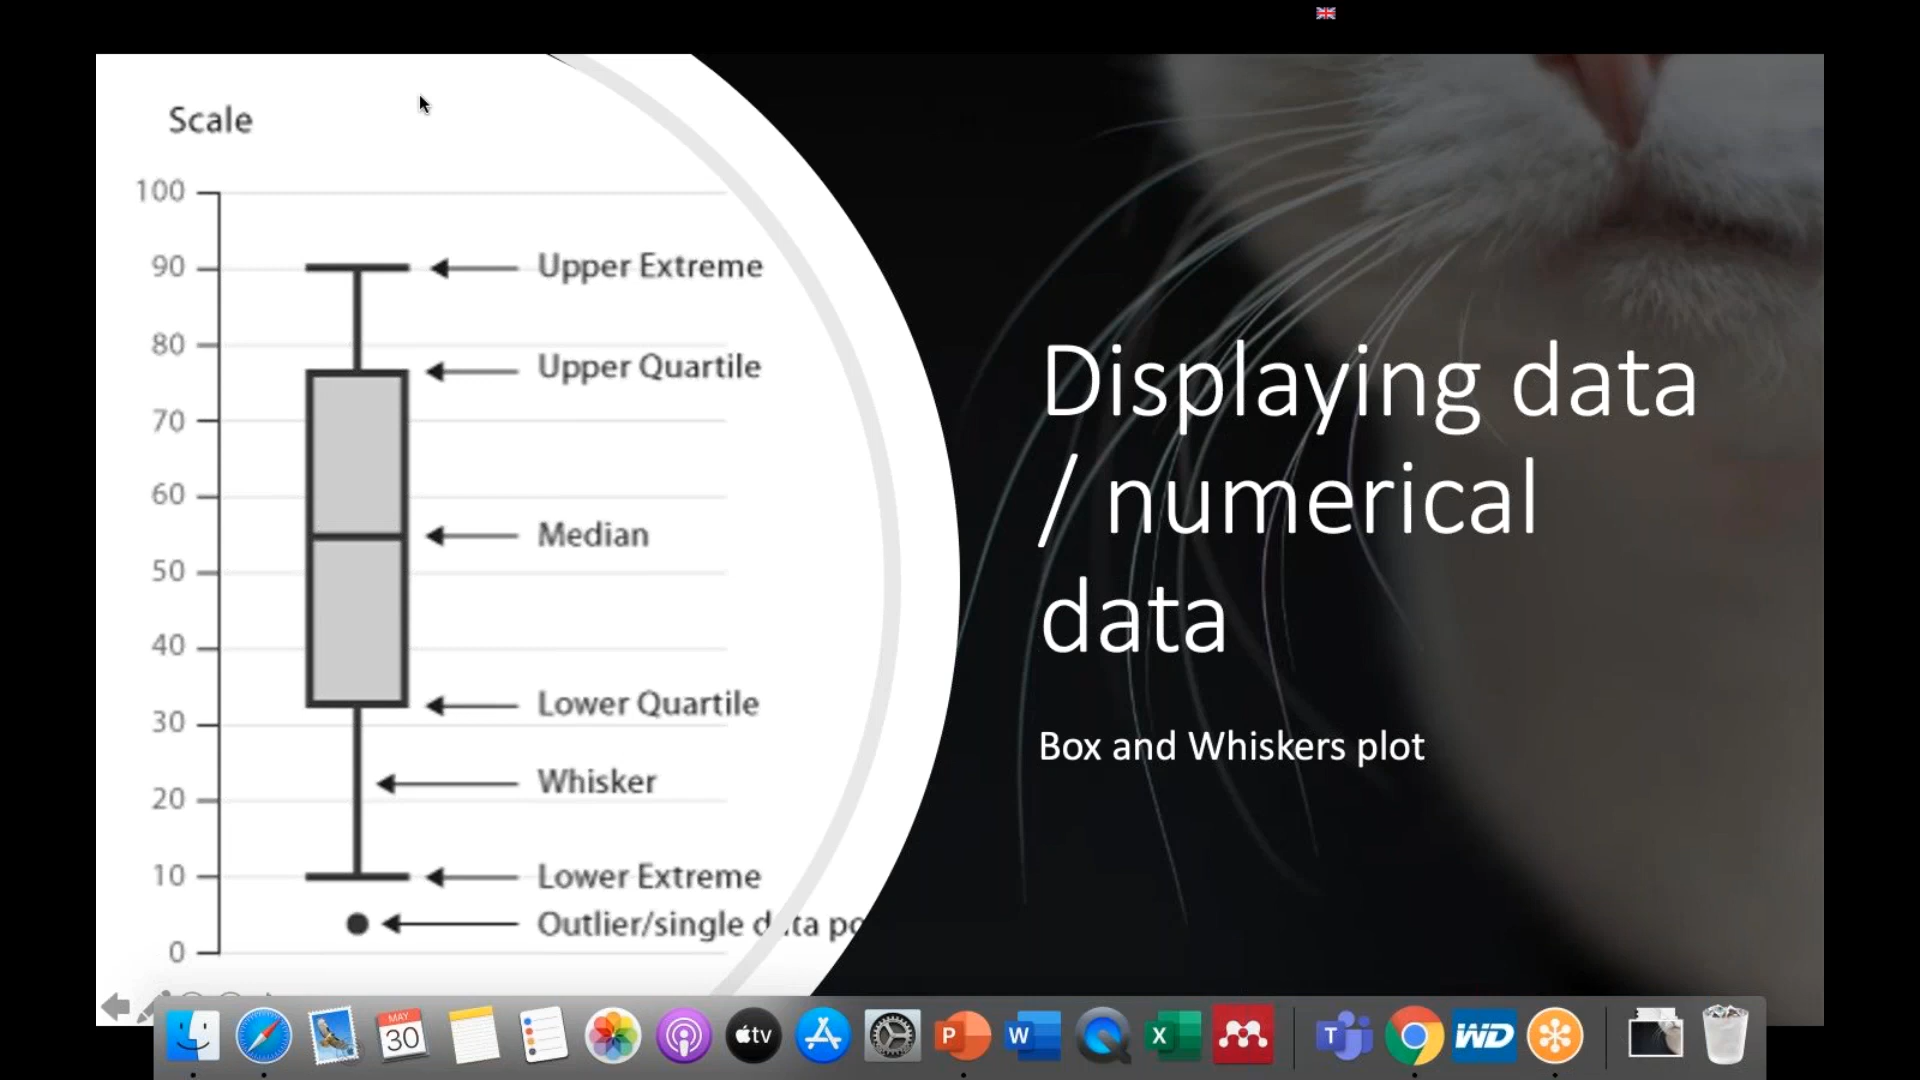 Scale
100
90
Upper Extreme
80
Upper Quartile
70
60
Median
50
40
Lower Quartile
30
Whisker
20
10
Lower Extreme
Outlier/single
0
Displaying data
/ numerical
data
Box and Whiskers plot
MAY
30
tv
P
W
X
T
WD